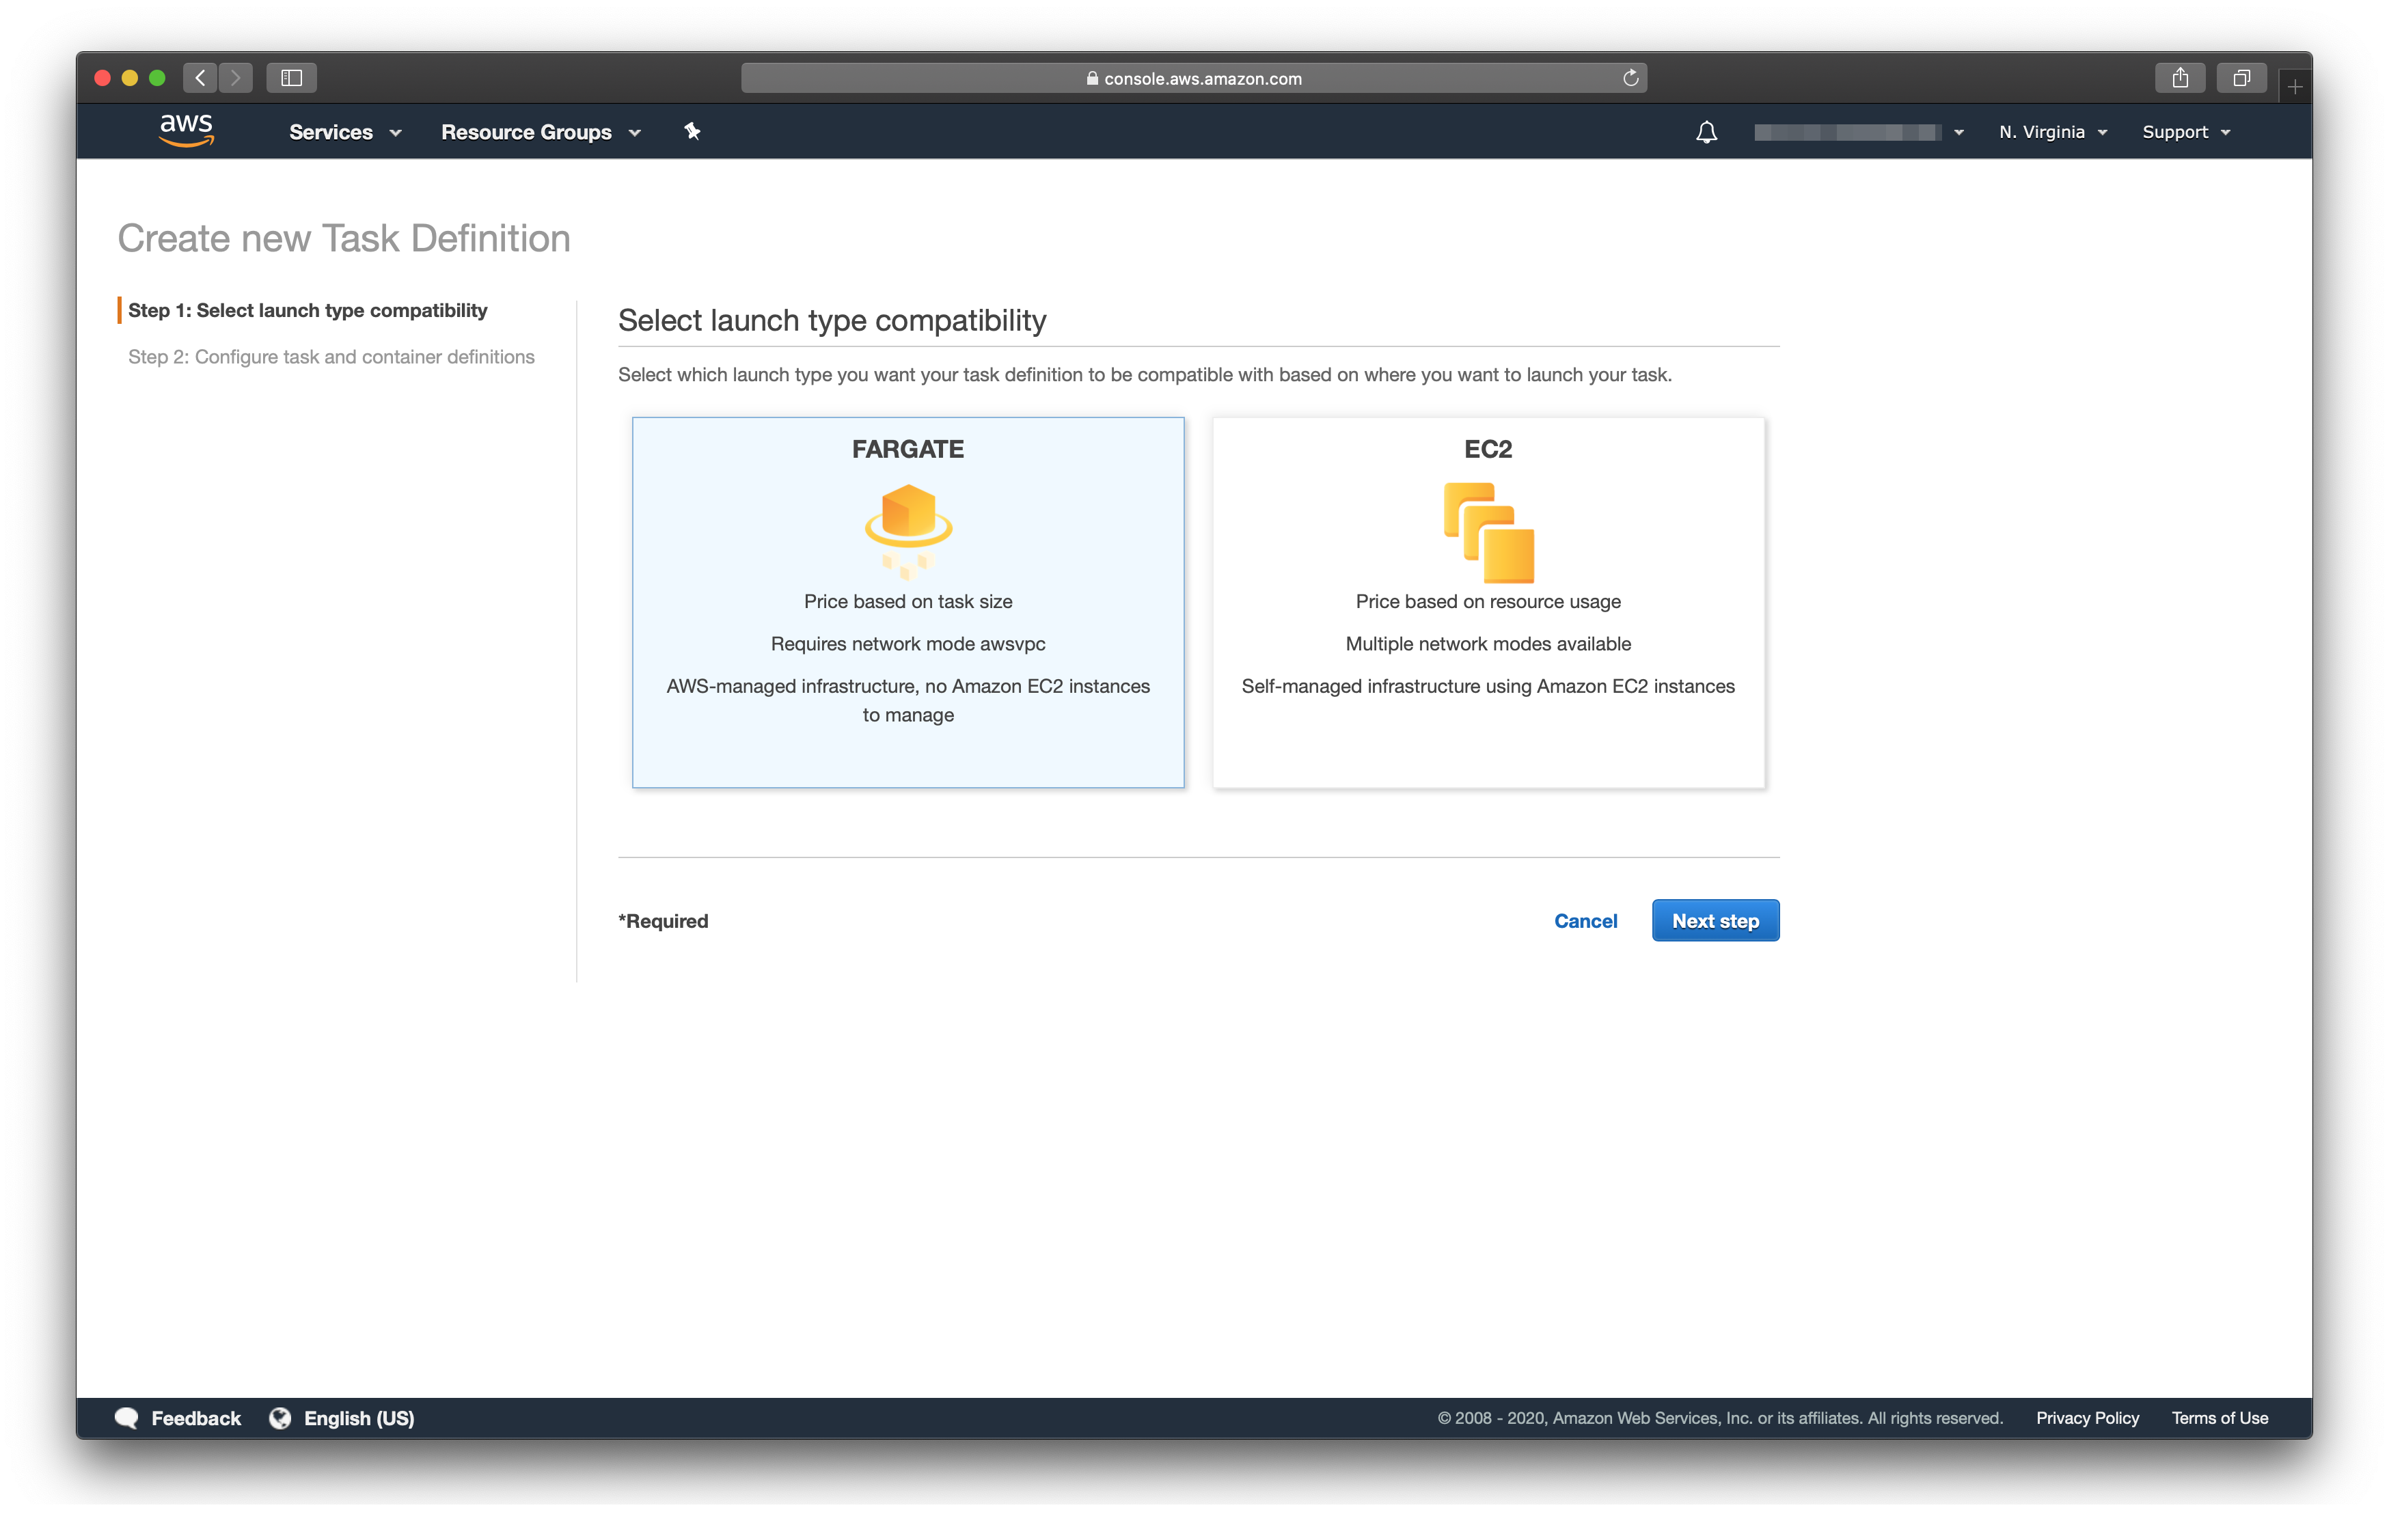 console.aws.amazon.com
aws
Services
Resource Groups
N. Virginia
Support
Create new Task Definition
Step 1: Select launch type compatibility
Step 2: Configure task and container definitions
Select launch type compatibility
Select which launch type you want your task definition to be compatible with based on where you want to launch your task.
FARGATE
Price based on task size
Requires network mode awsvpc
AWS-managed infrastructure, no Amazon EC2 instances
to manage
EC2
Price based on resource usage
Multiple network modes available
Self-managed infrastructure using Amazon EC2 instances
*Required
Cancel
Next step
Feedback
English (US)
© 2008 - 2020, Amazon Web Services, Inc. or its affiliates. All rights reserved.
Privacy Policy
Terms of Use